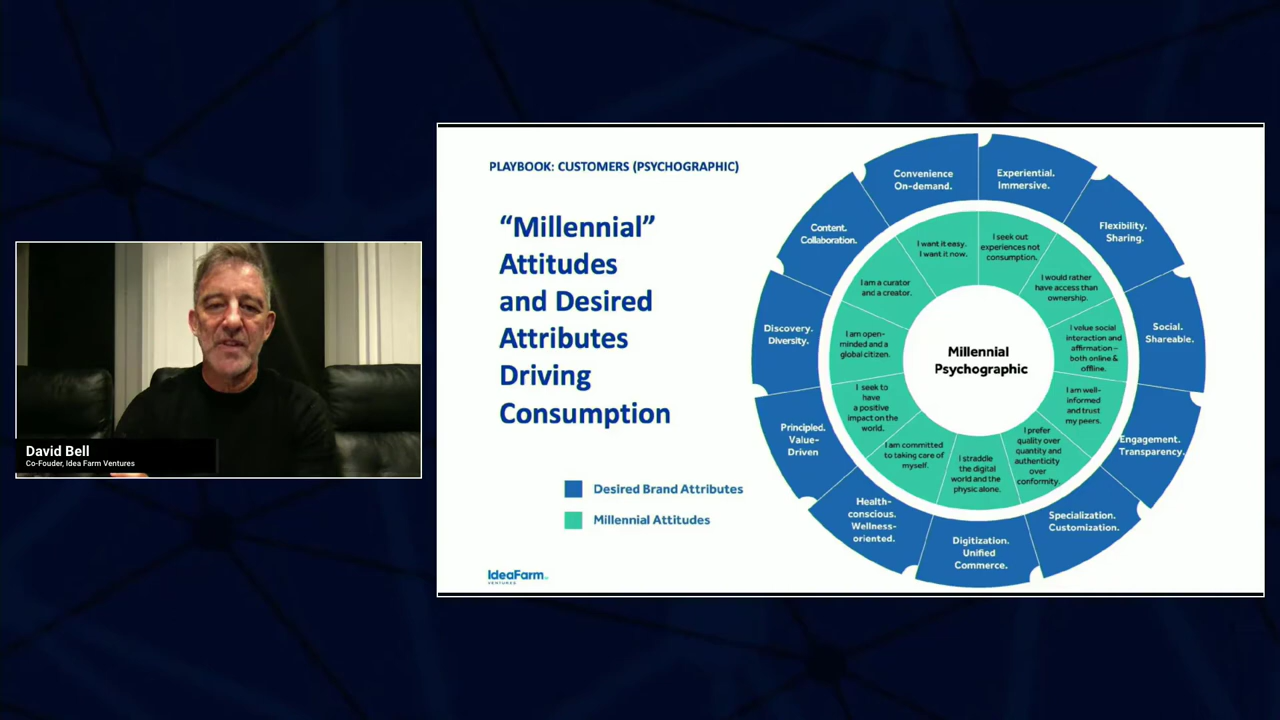 PLAYBOOK: CUSTOMERS (PSYCHOGRAPHIC)
“Millennial”
Attitudes
and Desired
Attributes
Driving
Consumption
Desired Brand Attributes
Millennial Attitudes
IdeaFarm
VENTURES
Millennial
Psychographic
Convenience
On-demand.
Experiential.
Immersive.
Flexibility.
Sharing.
Social.
Shareable.
Engagement.
Transparency.
Specialization.
Customization.
Digitization.
Unified
Commerce.
Health-
conscious.
Wellness-
oriented.
Principled.
Value-
Driven
Discovery.
Diversity.
Content.
Collaboration.
I want it easy.
I want it now.
I seek out
experiences not
consumption.
I would rather
have access than
ownership.
I value social
interaction and
affirmation –
both online &
offline.
I am well-
informed
and trust
my peers.
I prefer
quality over
quantity and
authenticity
over
conformity.
I straddle
the digital
world and the
physic alone.
I am committed
to taking care of
myself.
I seek to
have
a positive
impact on the
world.
I am open-
minded and a
global citizen.
I am a curator
and a creator.
David Bell
Co-Fouder, Idea Farm Ventures